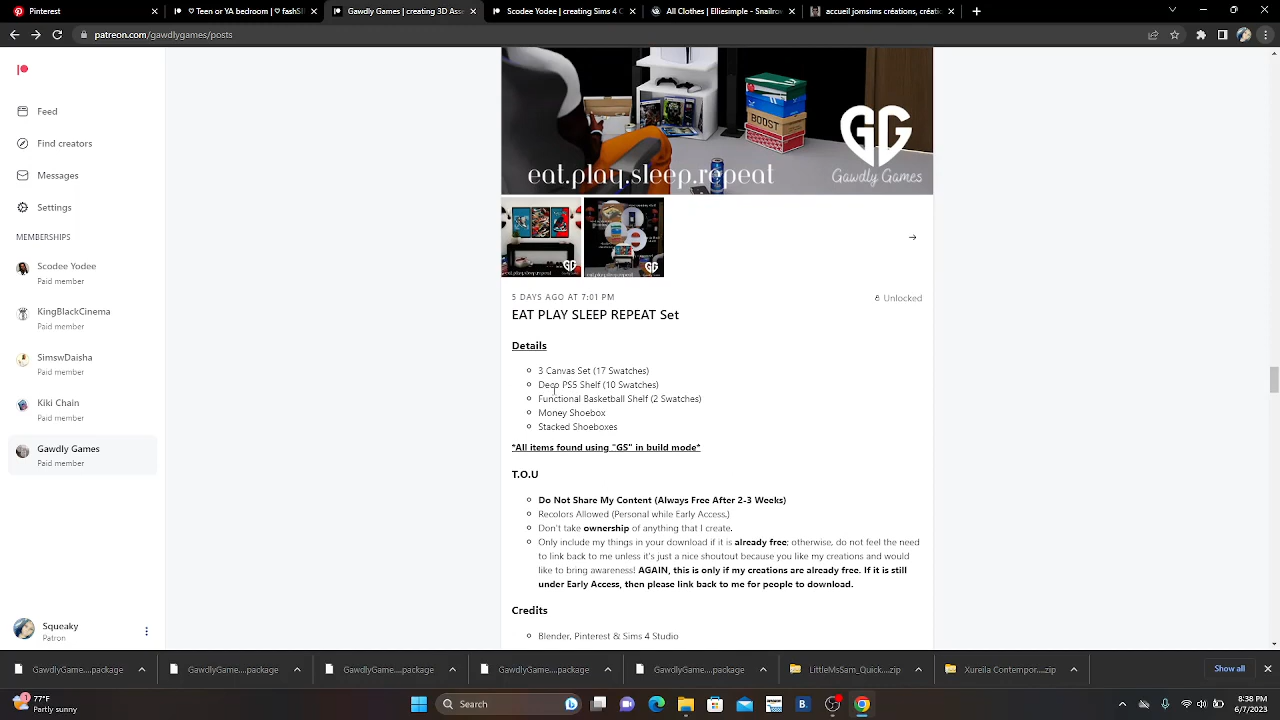 Pinterest
♥ Teen or YA bedroom | ♥ fashSl
Gawdly Games | creating 3D Asse
Scodee Yodee | creating Sims 4 C
All Clothes | Elliesimple - Snailrov
accueil jomsims créations, creatio
patreon.com/gawdlygames/posts
Feed
Find creators
Messages
Settings
MEMBERSHIPS
Scodee Yodee
Paid member
KingBlackCinema
Paid member
SimswDaisha
Paid member
Kiki Chain
Paid member
Gawdly Games
Paid member
Squeaky
Patron
BOOST
GG
eat.play.sleep.repeat
Gawdly Games
5 DAYS AGO AT 7:01 PM
Unlocked
EAT PLAY SLEEP REPEAT Set
Details
3 Canvas Set (17 Swatches)
Deco PS5 Shelf (10 Swatches)
Functional Basketball Shelf (2 Swatches)
Money Shoebox
Stacked Shoeboxes
*All items found using "GS" in build mode*
T.O.U
Do Not Share My Content (Always Free After 2-3 Weeks)
Recolors Allowed (Personal while Early Access.)
Don't take ownership of anything that I create.
Only include my things in your download if it is already free; otherwise, do not feel the need
to link back to me unless it's just a nice shoutout because you like my creations and would
like to bring awareness! AGAIN, this is only if my creations are already free. If it is still
under Early Access, then please link back to me for people to download.
Credits
Blender, Pinterest & Sims 4 Studio
GawdlyGame....package
GawdlyGame....package
GawdlyGame....package
GawdlyGame....package
GawdlyGame....package
LittleMsSam_Quick....zip
Xureila.Contempor....zip
Show all
77°F
Partly sunny
Search
8:38 PM
6/7/2023